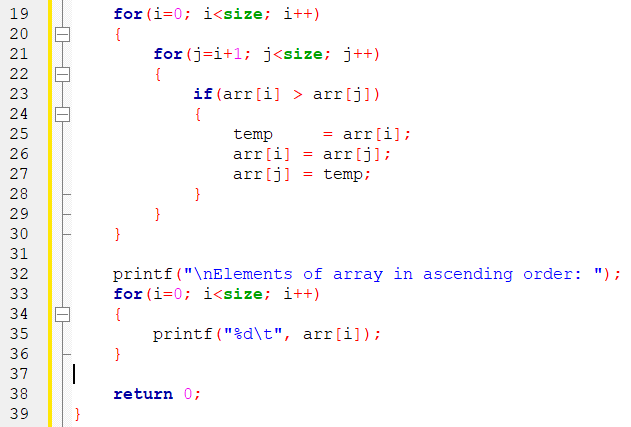 19 for(i=0; i<size; i++)
20 {
21 for(j=i+1; j<size; j++)
22 {
23 if(arr[i] > arr[j])
24 {
25 temp     = arr[i];
26 arr[i] = arr[j];
27 arr[j] = temp;
28 }
29 }
30 }
31
32 printf("\nElements of array in ascending order: ");
33 for(i=0; i<size; i++)
34 {
35 printf("%d\t", arr[i]);
36 }
37
38 return 0;
39 }